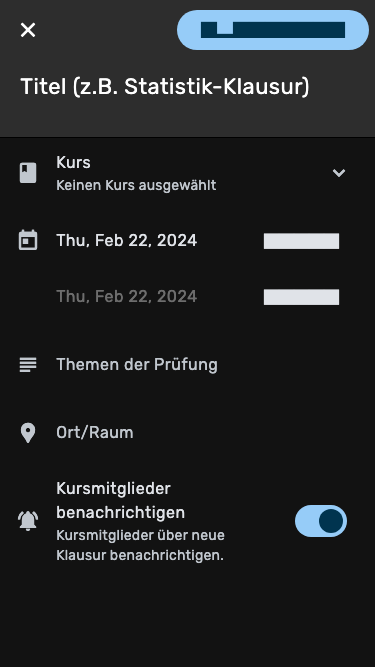 Titel (z.B. Statistik-Klausur)
Kurs
Keinen Kurs ausgewählt
Thu, Feb 22, 2024
Thu, Feb 22, 2024
Themen der Prüfung
Ort/Raum
Kursmitglieder
benachrichtigen
Kursmitglieder über neue
Klausur benachrichtigen.